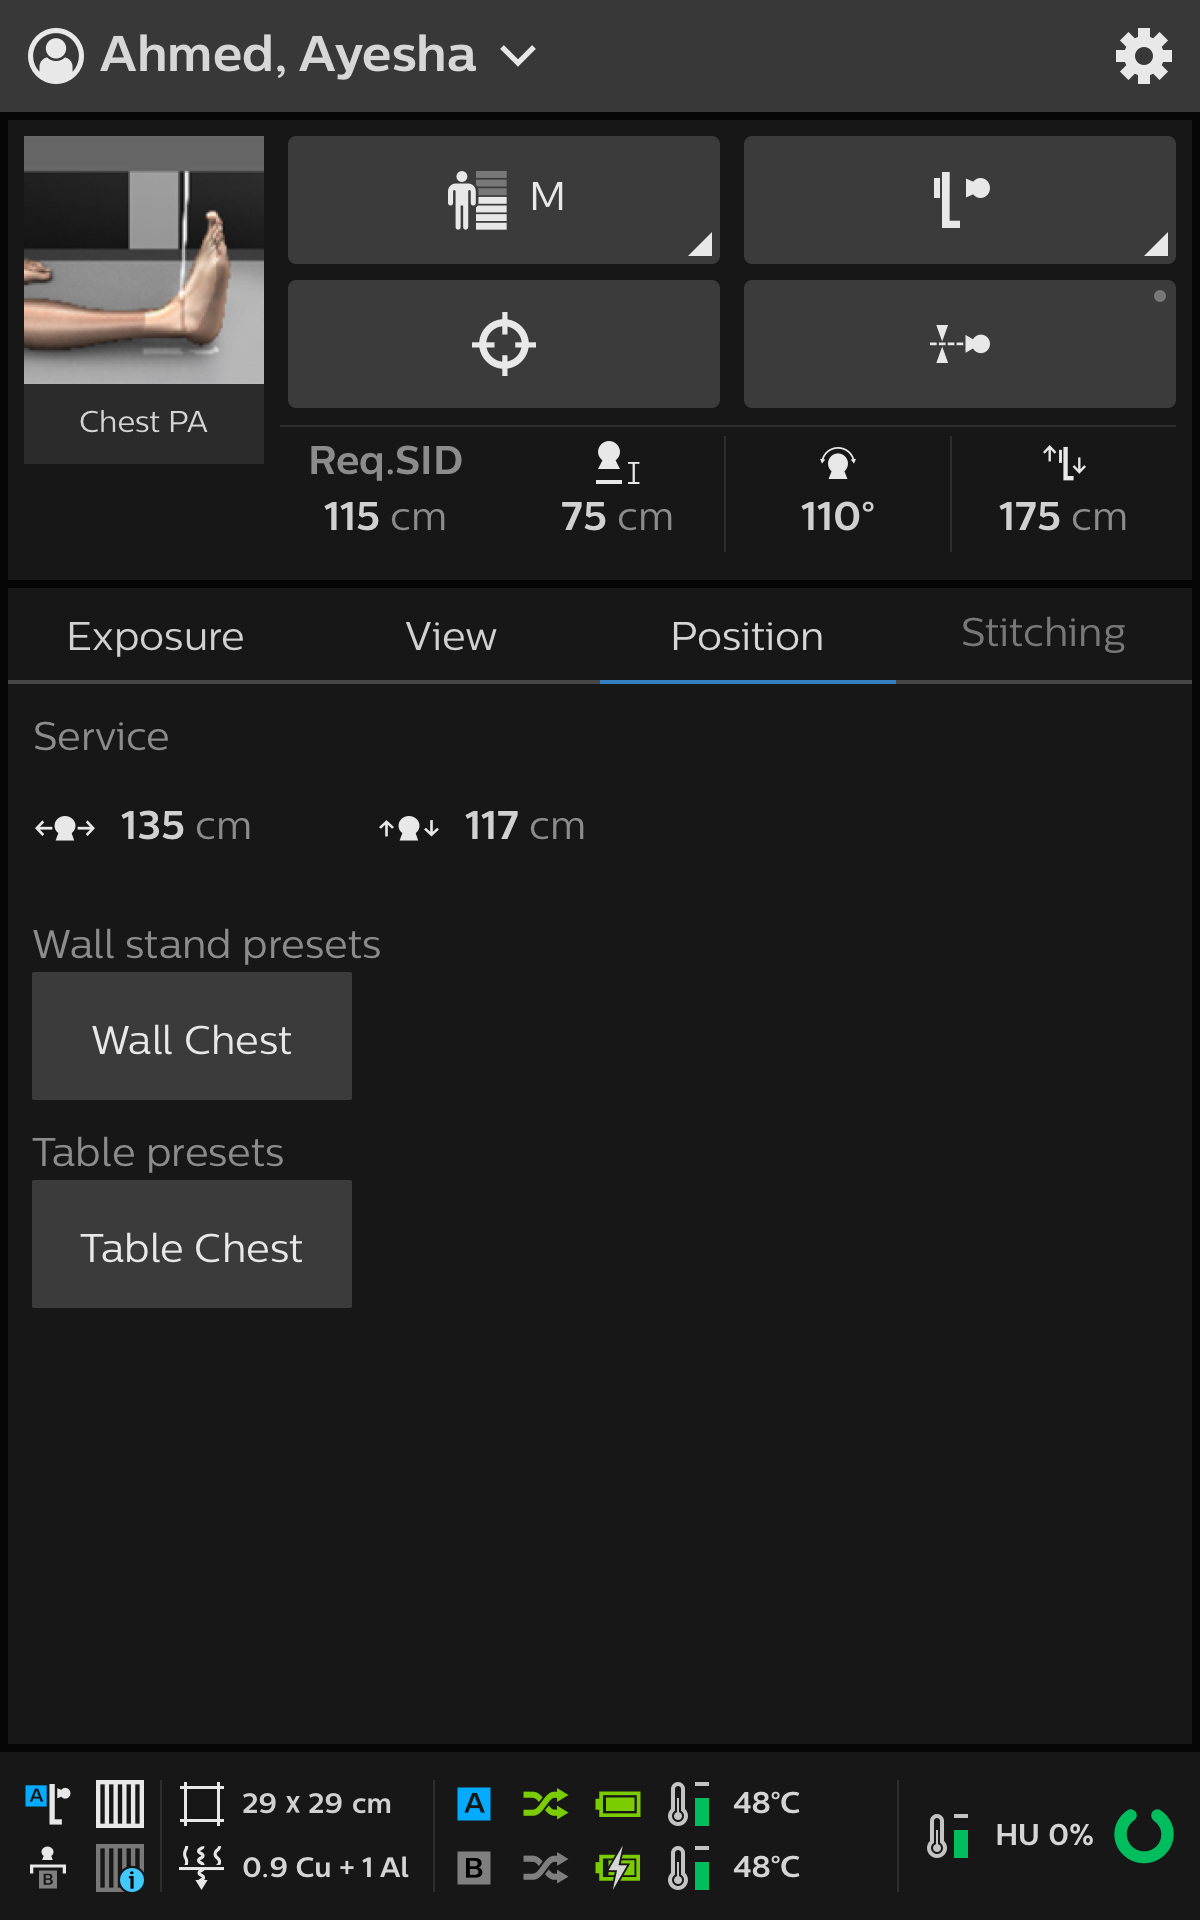 Ahmed, Ayesha
M
Chest PA
Req.SID
115 cm
75 cm
110°
175 cm
Exposure
View
Position
Stitching
Service
135 cm
117 cm
Wall stand presets
Wall Chest
Table presets
Table Chest
A
29 x 29 cm
A
48°C
B
i
0.9 Cu + 1 Al
B
48°C
HU 0%